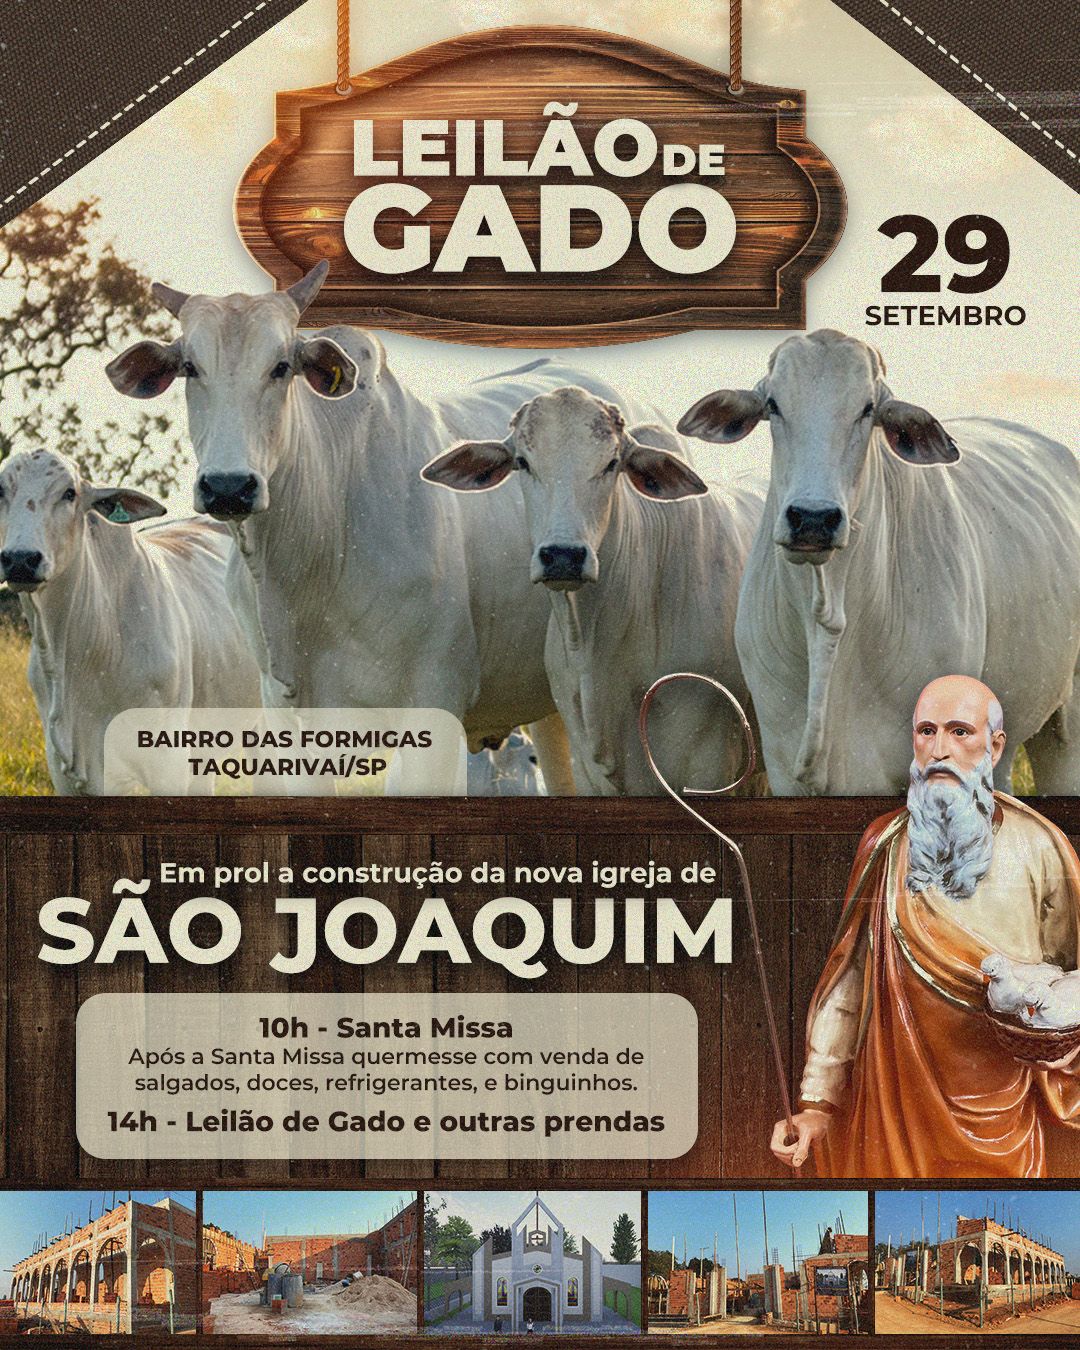 LEILÃO DE
GADO
29
SETEMBRO
BAIRRO DAS FORMIGAS
TAQUARIVAÍ/SP
Em prol a construção da nova igreja de
SÃO JOAQUIM
10h - Santa Missa
Após a Santa Missa quermesse com venda de
salgados, doces, refrigerantes, e binguinhos.
14h - Leilão de Gado e outras prendas